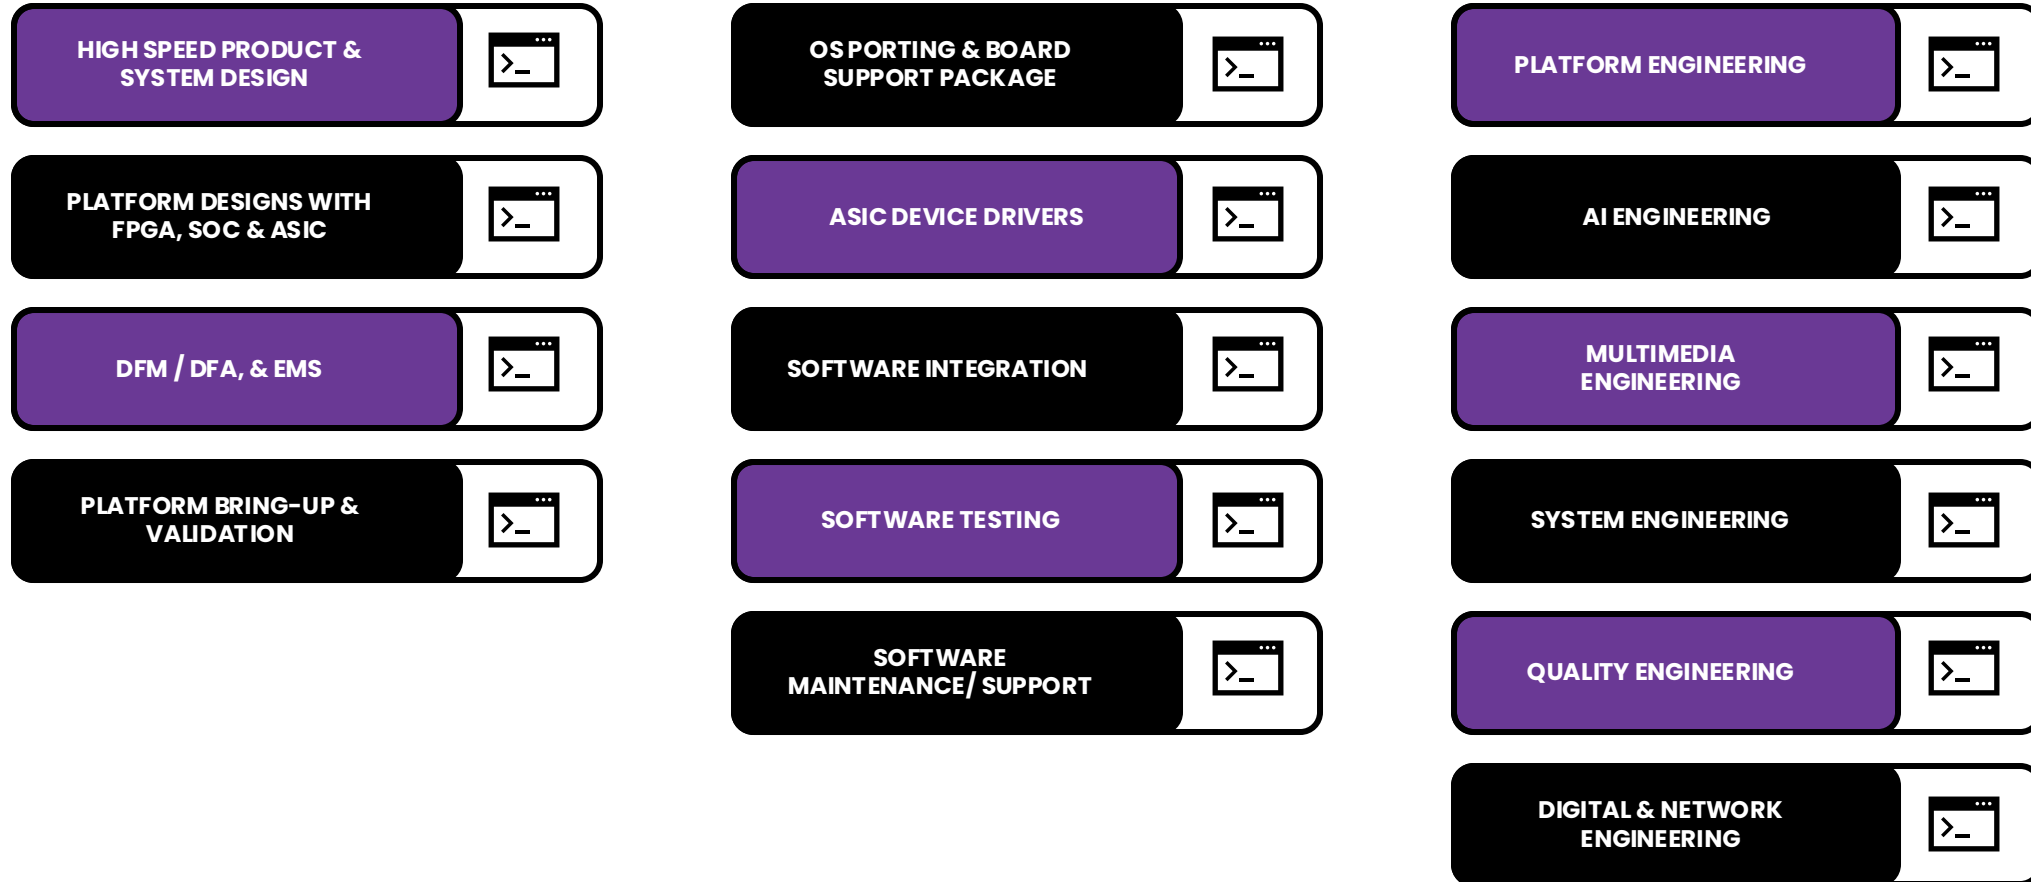 HIGH SPEED PRODUCT &
SYSTEM DESIGN
PLATFORM DESIGNS WITH
FPGA, SOC & ASIC
DFM / DFA, & EMS
PLATFORM BRING-UP &
VALIDATION
OS PORTING & BOARD
SUPPORT PACKAGE
ASIC DEVICE DRIVERS
SOFTWARE INTEGRATION
SOFTWARE TESTING
SOFTWARE
MAINTENANCE/ SUPPORT
PLATFORM ENGINEERING
AI ENGINEERING
MULTIMEDIA
ENGINEERING
SYSTEM ENGINEERING
QUALITY ENGINEERING
DIGITAL & NETWORK
ENGINEERING